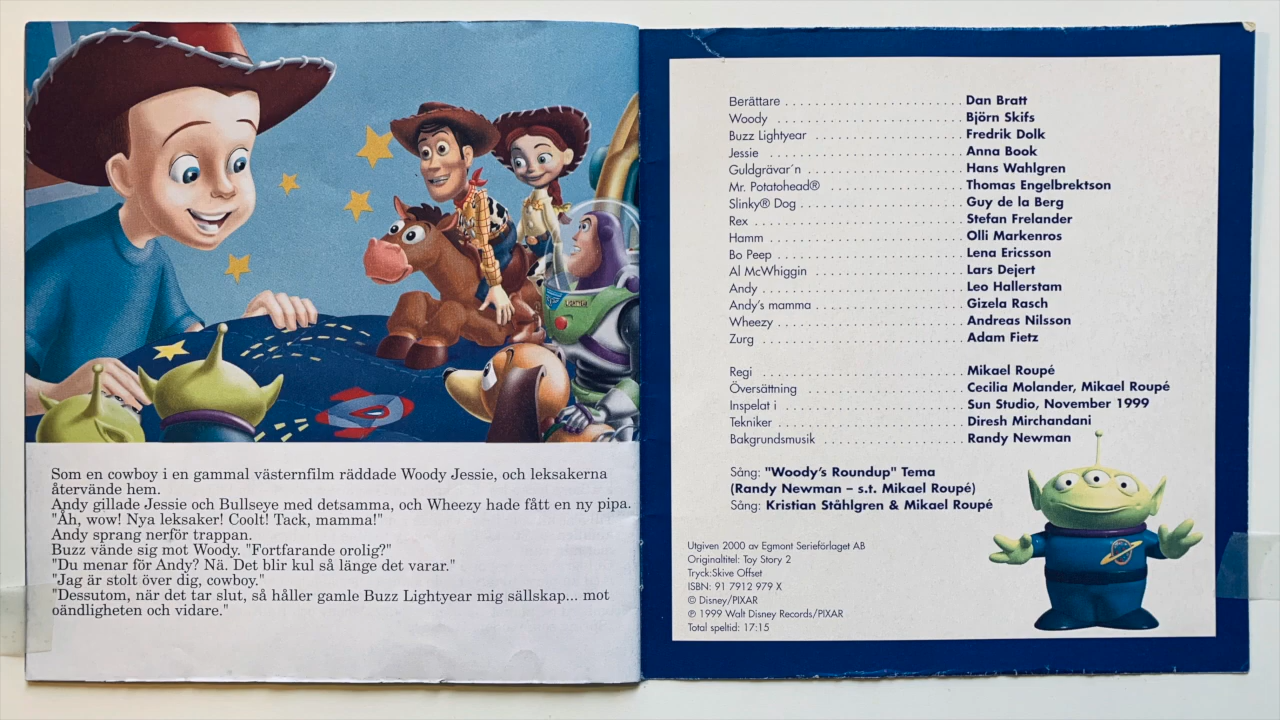 Som en cowboy i en gammal västernfilm räddade Woody Jessie, och leksakerna
återvände hem.
Andy gillade Jessie och Bullseye med detsamma, och Wheezy hade fått en ny pipa.
"Åh, wow! Nya leksaker! Coolt! Tack, mamma!"
Andy sprang nerför trappan.
Buzz vände sig mot Woody. "Fortfarande orolig?"
"Du menar för Andy? Nä. Det blir kul så länge det varar."
"Jag är stolt över dig, cowboy."
"Dessutom, när det tar slut, så håller gamle Buzz Lightyear mig sällskap... mot
oändligheten och vidare."
LIGHTYEAR
Berättare . . . . . . . . . . . . . . . . . . . . . . . Dan Bratt
Woody . . . . . . . . . . . . . . . . . . . . . . . . . Björn Skifs
Buzz Lightyear . . . . . . . . . . . . . . . . . . . Fredrik Dolk
Jessie . . . . . . . . . . . . . . . . . . . . . . . . . Anna Book
Guldgrävar´n . . . . . . . . . . . . . . . . . . . . . Hans Wahlgren
Mr. Potatohead® . . . . . . . . . . . . . . . . . . Thomas Engelbrektson
Slinky® Dog . . . . . . . . . . . . . . . . . . . . . Guy de la Berg
Rex . . . . . . . . . . . . . . . . . . . . . . . . . . . Stefan Frelander
Hamm . . . . . . . . . . . . . . . . . . . . . . . . . Olli Markenros
Bo Peep . . . . . . . . . . . . . . . . . . . . . . . . Lena Ericsson
Al McWhiggin . . . . . . . . . . . . . . . . . . . Lars Dejert
Andy . . . . . . . . . . . . . . . . . . . . . . . . . . Leo Hallerstam
Andy's mamma . . . . . . . . . . . . . . . . . . . Gizela Rasch
Wheezy . . . . . . . . . . . . . . . . . . . . . . . . Andreas Nilsson
Zurg . . . . . . . . . . . . . . . . . . . . . . . . . . Adam Fietz
Regi . . . . . . . . . . . . . . . . . . . . . . . . . . Mikael Roupé
Översättning . . . . . . . . . . . . . . . . . . . . . Cecilia Molander, Mikael Roupé
Inspelat i . . . . . . . . . . . . . . . . . . . . . . . Sun Studio, November 1999
Tekniker . . . . . . . . . . . . . . . . . . . . . . . . Diresh Mirchandani
Bakgrundsmusik . . . . . . . . . . . . . . . . . . Randy Newman
Sång: "Woody's Roundup" Tema
(Randy Newman – s.t. Mikael Roupé)
Sång: Kristian Ståhlgren & Mikael Roupé
Utgiven 2000 av Egmont Serieförlaget AB
Originaltitel: Toy Story 2
Tryck:Skive Offset
ISBN: 91 7912 979 X
© Disney/PIXAR
℗ 1999 Walt Disney Records/PIXAR
Total speltid: 17:15